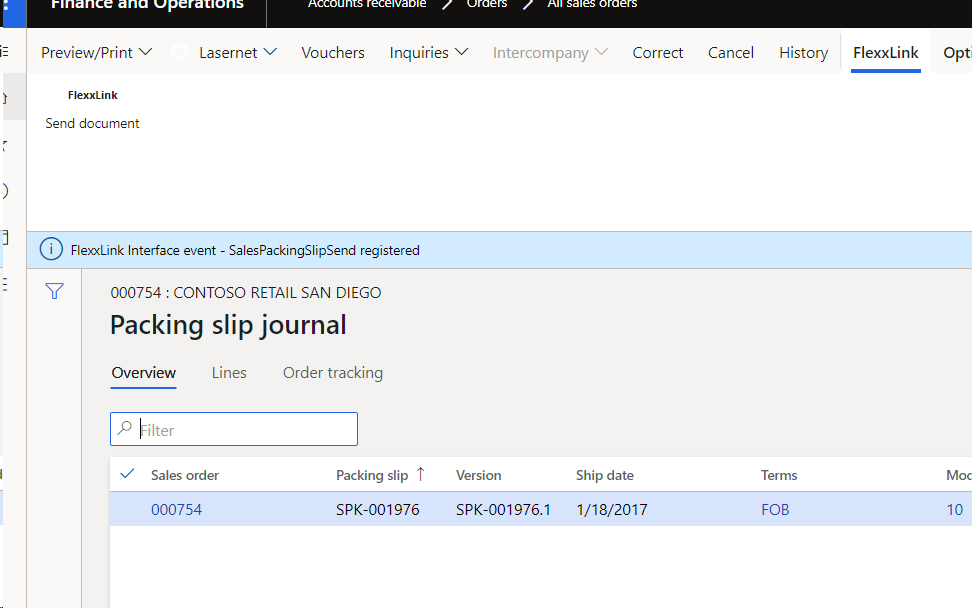 Finance and Operations Accounts receivable Orders All sales orders
Preview/Print Lasernet Vouchers Inquiries Intercompany Correct Cancel History FlexxLink
FlexxLink
Send document
FlexxLink Interface event - SalesPackingSlipSend registered
000754 : CONTOSO RETAIL SAN DIEGO
Packing slip journal
Overview Lines Order tracking
Filter
Sales order Packing slip Version Ship date Terms
000754 SPK-001976 SPK-001976.1 1/18/2017 FOB 10